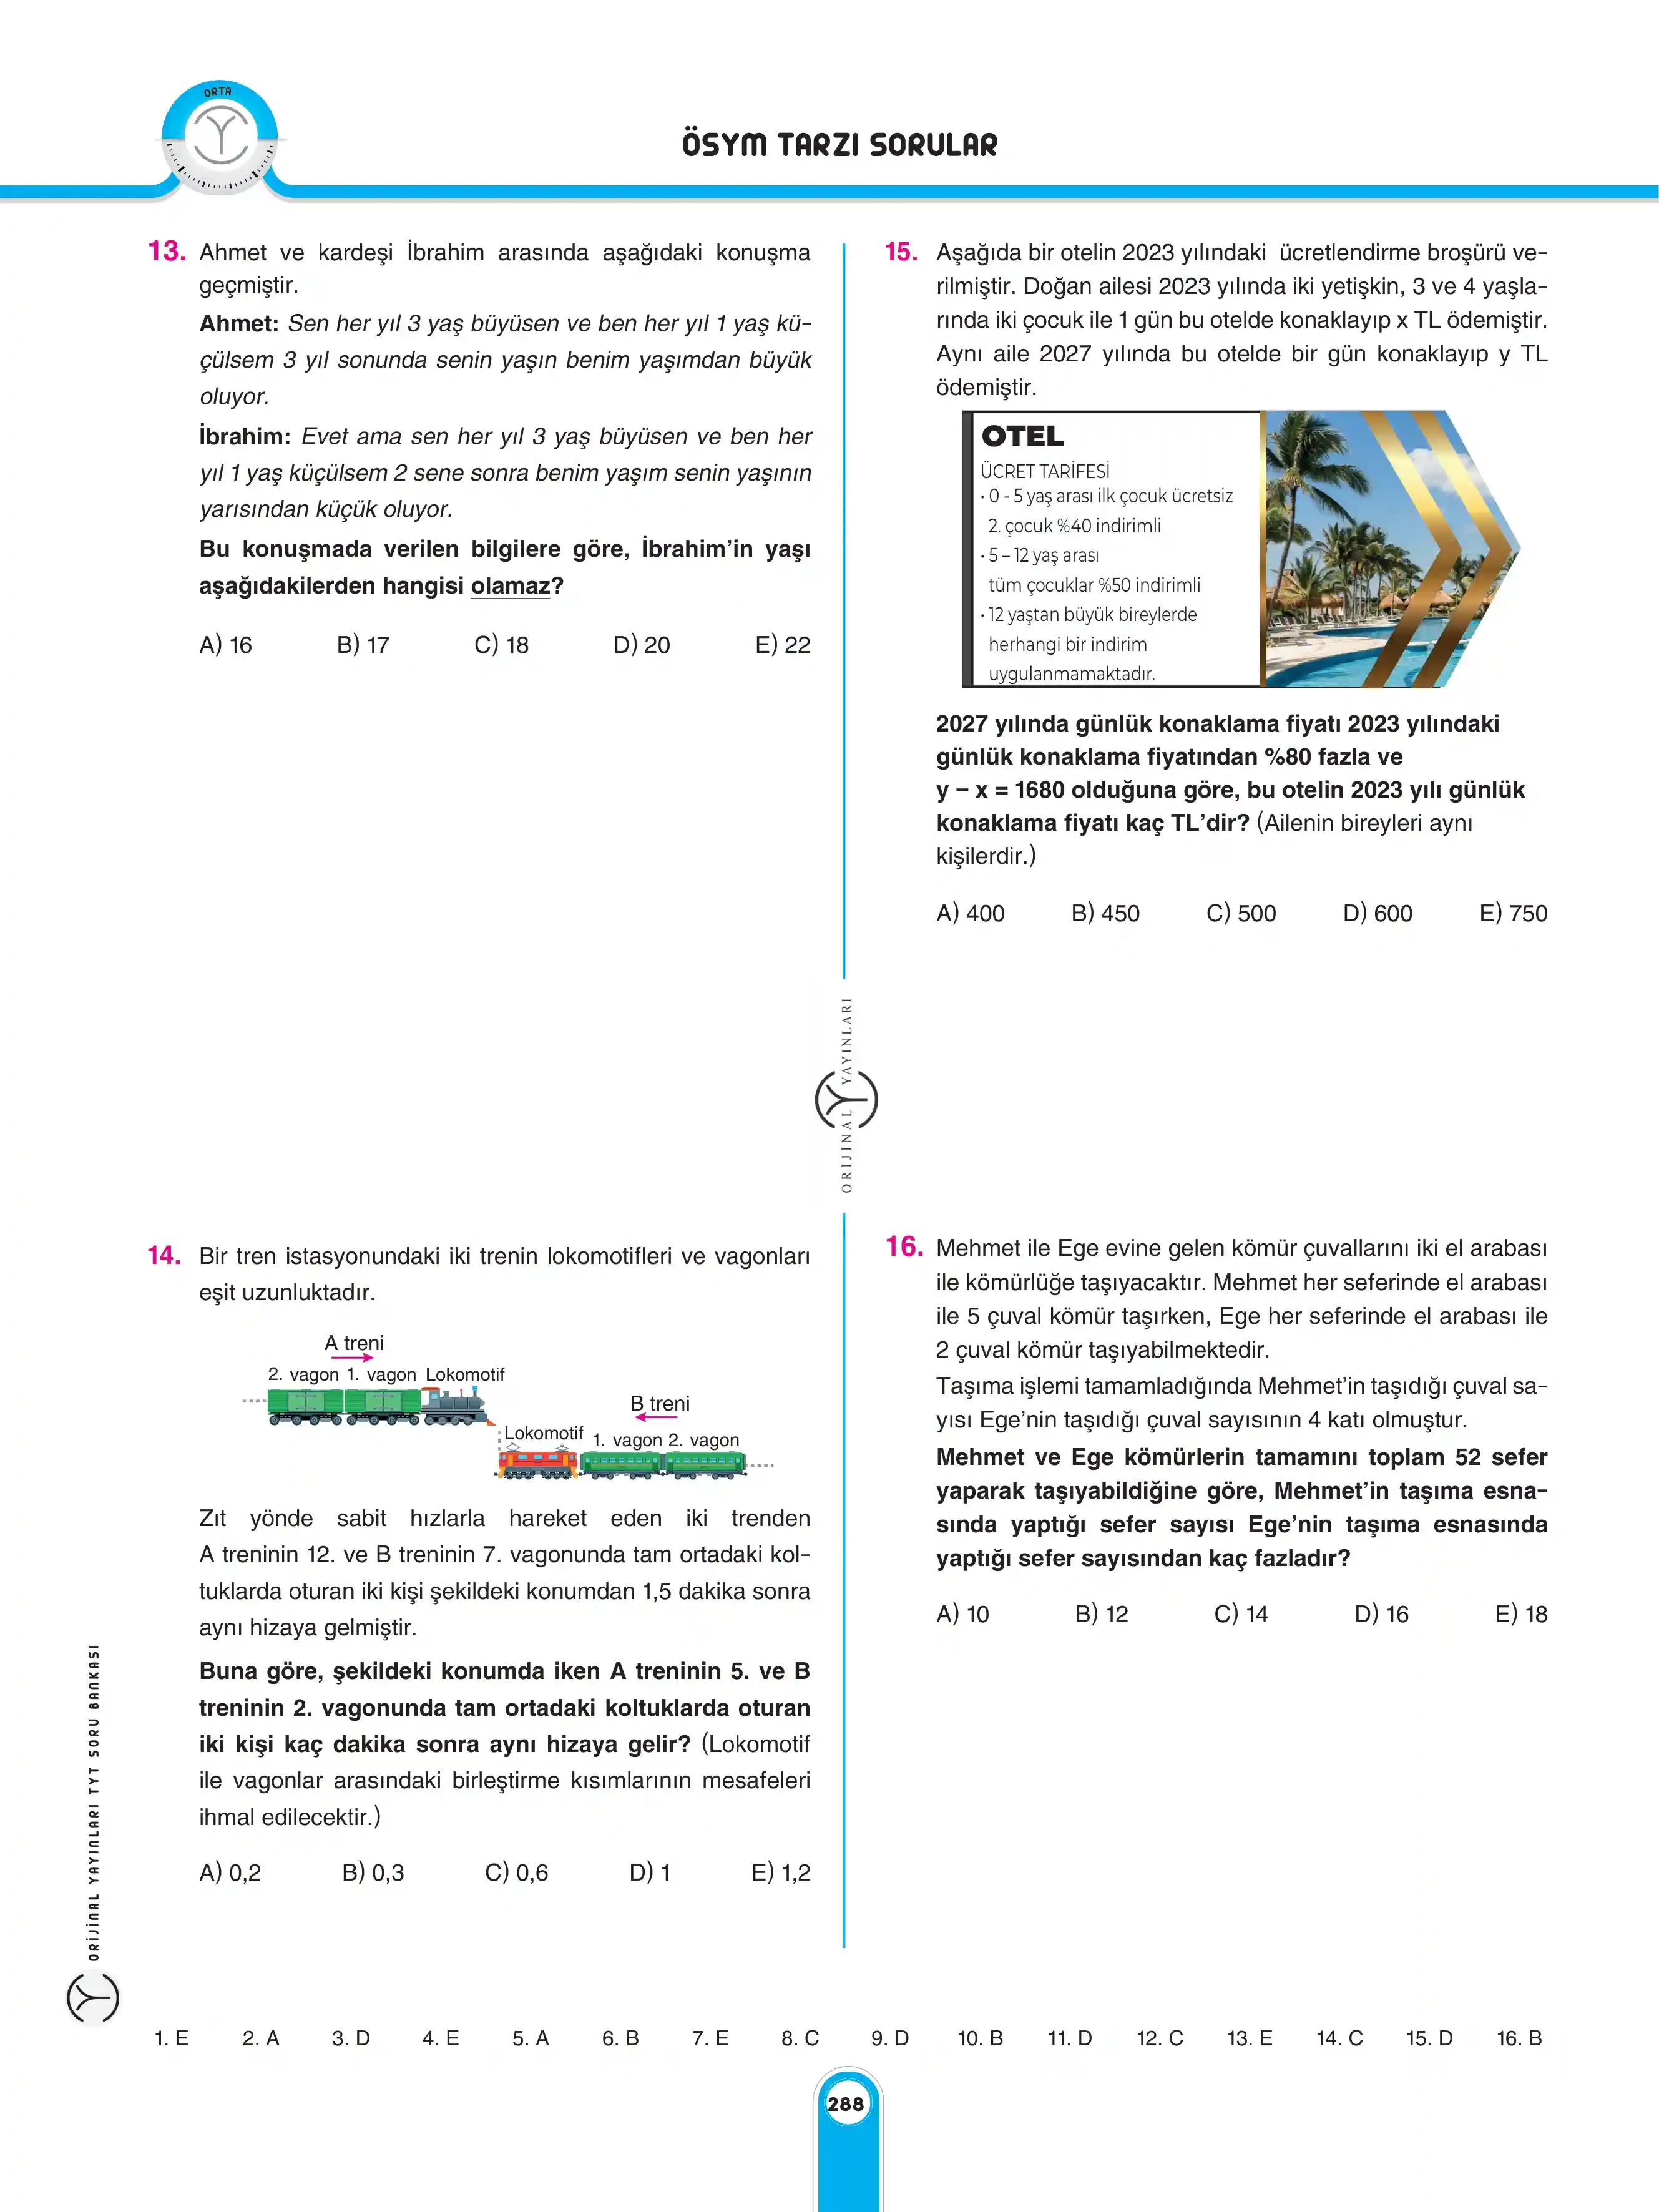 ORTA
ÖSYM TARZI SORULAR
13. Ahmet ve kardeşi İbrahim arasında aşağıdaki konuşma
geçmiştir.
Ahmet: Sen her yıl 3 yaş büyüsen ve ben her yıl 1 yaş kü-
çülsem 3 yıl sonunda senin yaşın benim yaşımdan büyük
oluyor.
İbrahim: Evet ama sen her yıl 3 yaş büyüsen ve ben her
yıl 1 yaş küçülsem 2 sene sonra benim yaşım senin yaşının
yarısından küçük oluyor.
Bu konuşmada verilen bilgilere göre, İbrahim’in yaşı
aşağıdakilerden hangisi olamaz?
A) 16 B) 17 C) 18 D) 20 E) 22
14. Bir tren istasyonundaki iki trenin lokomotifleri ve vagonları
eşit uzunluktadır.
A treni
2. vagon 1. vagon Lokomotif
B treni
Lokomotif 1. vagon 2. vagon
Zıt yönde sabit hızlarla hareket eden iki trenden
A treninin 12. ve B treninin 7. vagonunda tam ortadaki kol-
tuklarda oturan iki kişi şekildeki konumdan 1,5 dakika sonra
aynı hizaya gelmiştir.
Buna göre, şekildeki konumda iken A treninin 5. ve B
treninin 2. vagonunda tam ortadaki koltuklarda oturan
iki kişi kaç dakika sonra aynı hizaya gelir? (Lokomotif
ile vagonlar arasındaki birleştirme kısımlarının mesafeleri
ihmal edilecektir.)
A) 0,2 B) 0,3 C) 0,6 D) 1 E) 1,2
15. Aşağıda bir otelin 2023 yılındaki ücretlendirme broşürü ve-
rilmiştir. Doğan ailesi 2023 yılında iki yetişkin, 3 ve 4 yaşla-
rında iki çocuk ile 1 gün bu otelde konaklayıp x TL ödemiştir.
Aynı aile 2027 yılında bu otelde bir gün konaklayıp y TL
ödemiştir.
OTEL
ÜCRET TARİFESİ
• 0 - 5 yaş arası ilk çocuk ücretsiz
2. çocuk %40 indirimli
• 5 – 12 yaş arası
tüm çocuklar %50 indirimli
• 12 yaştan büyük bireylerde
herhangi bir indirim
uygulanmamaktadır.
2027 yılında günlük konaklama fiyatı 2023 yılındaki
günlük konaklama fiyatından %80 fazla ve
y – x = 1680 olduğuna göre, bu otelin 2023 yılı günlük
konaklama fiyatı kaç TL’dir? (Ailenin bireyleri aynı
kişilerdir.)
A) 400 B) 450 C) 500 D) 600 E) 750
16. Mehmet ile Ege evine gelen kömür çuvallarını iki el arabası
ile kömürlüğe taşıyacaktır. Mehmet her seferinde el arabası
ile 5 çuval kömür taşırken, Ege her seferinde el arabası ile
2 çuval kömür taşıyabilmektedir.
Taşıma işlemi tamamladığında Mehmet’in taşıdığı çuval sa-
yısı Ege’nin taşıdığı çuval sayısının 4 katı olmuştur.
Mehmet ve Ege kömürlerin tamamını toplam 52 sefer
yaparak taşıyabildiğine göre, Mehmet’in taşıma esna-
sında yaptığı sefer sayısı Ege’nin taşıma esnasında
yaptığı sefer sayısından kaç fazladır?
A) 10 B) 12 C) 14 D) 16 E) 18
ORİJİNAL YAYINLARI
ORİJİNAL YAYINLARI TYT SORU BANKASI
1. E 2. A 3. D 4. E 5. A 6. B 7. E 8. C 9. D 10. B 11. D 12. C 13. E 14. C 15. D 16. B
288